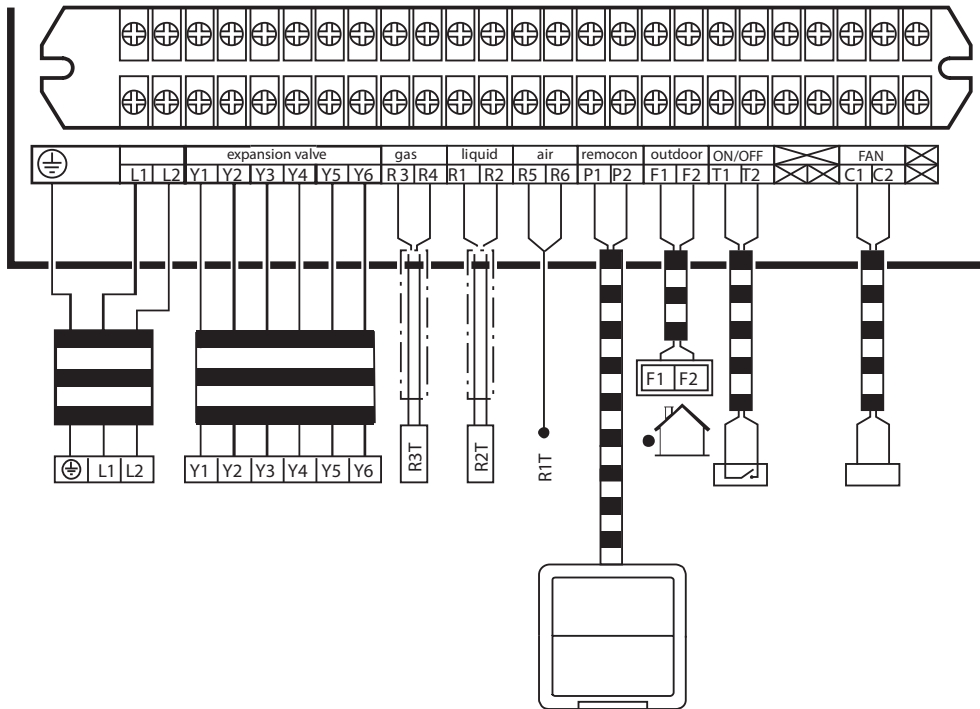 expansion valve gas liquid air remocon outdoor ON/OFF FAN
L1 L2 Y1 Y2 Y3 Y4 Y5 Y6 R3 R4 R1 R2 R5 R6 P1 P2 F1 F2 T1 T2 C1 C2
F1 F2
L1 L2 Y1 Y2 Y3 Y4 Y5 Y6 R3T R2T R1T